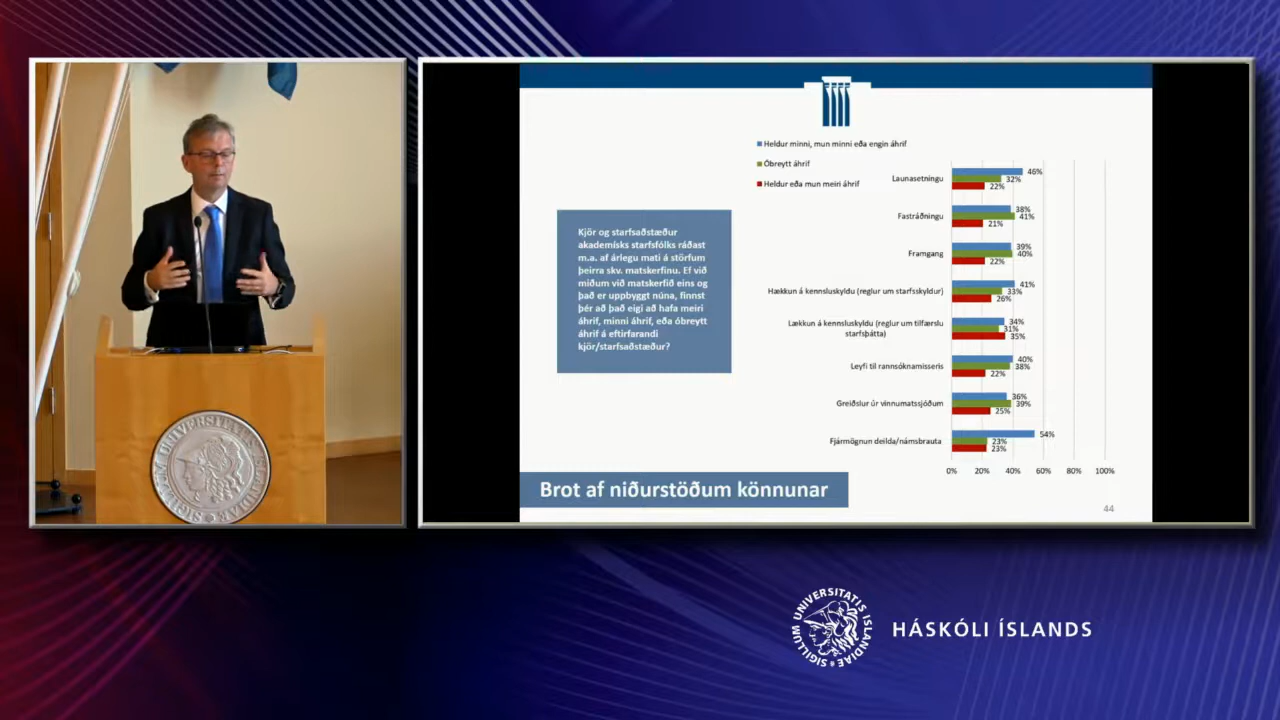 Heldur minni, mun minni eða engin áhrif
Óbreytt áhrif
Heldur eða mun meiri áhrif
Kjör og starfsaðstæður
akademísks starfsfólks ráðast
m.a. af árlegu mati á störfum
þeirra skv. matskerfinu. Ef við
miðum við matskerfið eins og
það er uppbyggt núna, finnst
þér að það eigi að hafa meiri
áhrif, minni áhrif, eða óbreytt
áhrif á eftirfarandi
kjör/starfsaðstæður?
Launasetningu
46%
32%
22%
Fastráðningu
38%
41%
21%
Framgang
39%
40%
22%
Hækkun á kennsluskyldu (reglur um starfsskyldur)
41%
33%
26%
Lækkun á kennsluskyldu (reglur um tilfærslu
starfsþátta)
34%
31%
35%
Leyfi til rannsóknamisseris
40%
38%
22%
Greiðslur úr vinnumatssjóðum
36%
39%
25%
Fjármögnun deilda/námsbrauta
54%
23%
23%
0% 20% 40% 60% 80% 100%
Brot af niðurstöðum könnunar
44
SIGILLUM UNIVERSITATIS ISLANDIAE
HÁSKÓLI ÍSLANDS